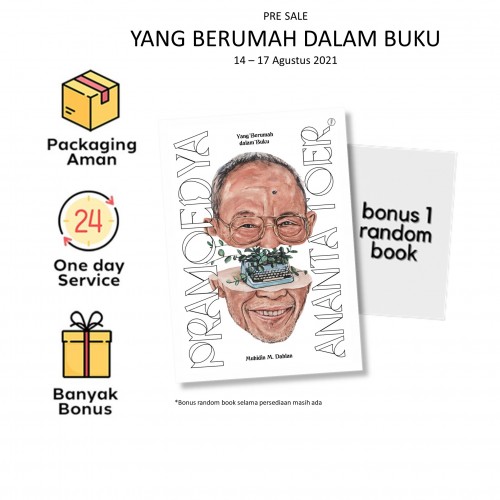 PRE SALE
YANG BERUMAH DALAM BUKU
14 – 17 Agustus 2021
Packaging
Aman
24
One day
Service
Banyak
Bonus
Yang Berumah
dalam Buku
PRAMOEDYA
ANANTA TOER
Muhidin M. Dahlan
bonus 1
random
book
*Bonus random book selama persediaan masih ada